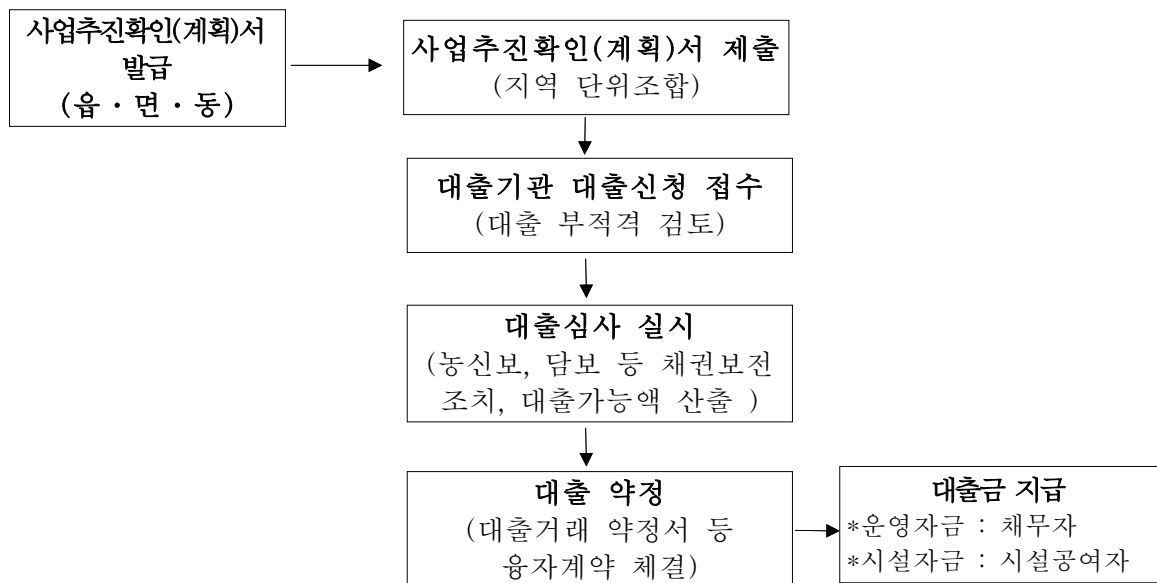 사업추진확인(계획)서
발급
(읍·면·동)
사업추진확인(계획)서 제출
(지역 단위조합)
대출기관 대출신청 접수
(대출 부적격 검토)
대출심사 실시
(농신보, 담보 등 채권보전
조치, 대출가능액 산출 )
대출 약정
(대출거래 약정서 등
융자계약 체결)
대출금 지급
*운영자금 : 채무자
*시설자금 : 시설공여자